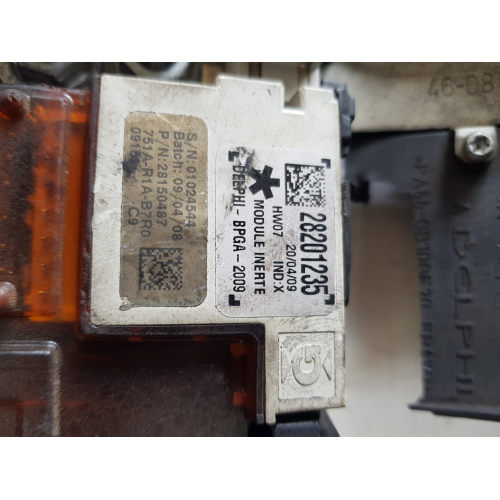 S/N:01024544
Batch: 09/04/08
P/N:28150487
751A-R1A-B7R0
C9
28201235
HW07 20/04/09
IND:X
MODULE INERTE
DELPHI - BPGA - 2009
G
46-08
DELPHI